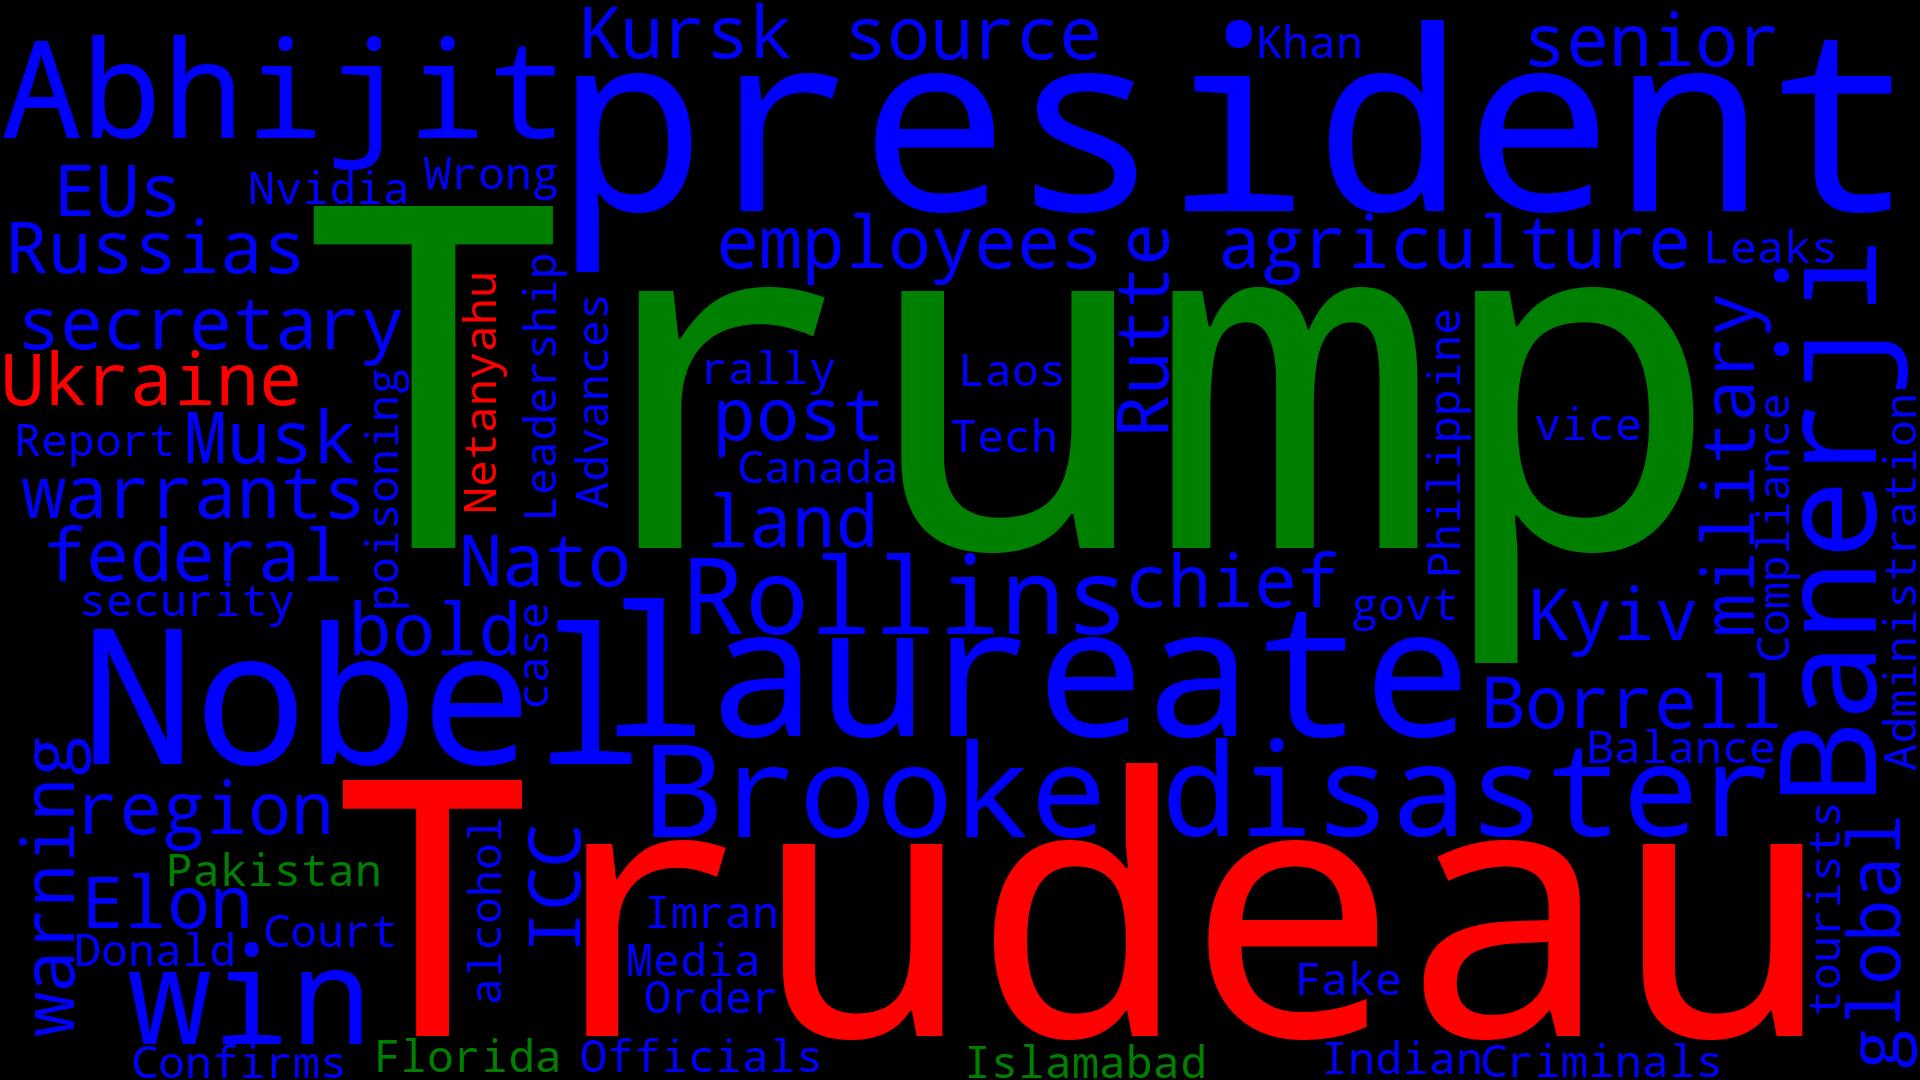 Kursk source Khan senior
Abhijit president
EUs Nvidia Wrong
Russias employees Rutte agriculture Leaks
secretary Trump
Ukraine Netanyahu Leadership Advances rally Laos Philippine vice military Banerji
Report Musk poisoning post Tech Compliance Administration
Canada
warrants land
federal Nato Rollins chief
security bold case govt Kyiv
Nobel laureate Borrell
Balance
warning region Brooke disaster
Pakistan Trudeau tourists global
Elon alcohol ICC Imran
Donald Court Media Fake
win Order
Confirms Florida Officials Islamabad Indian Criminals